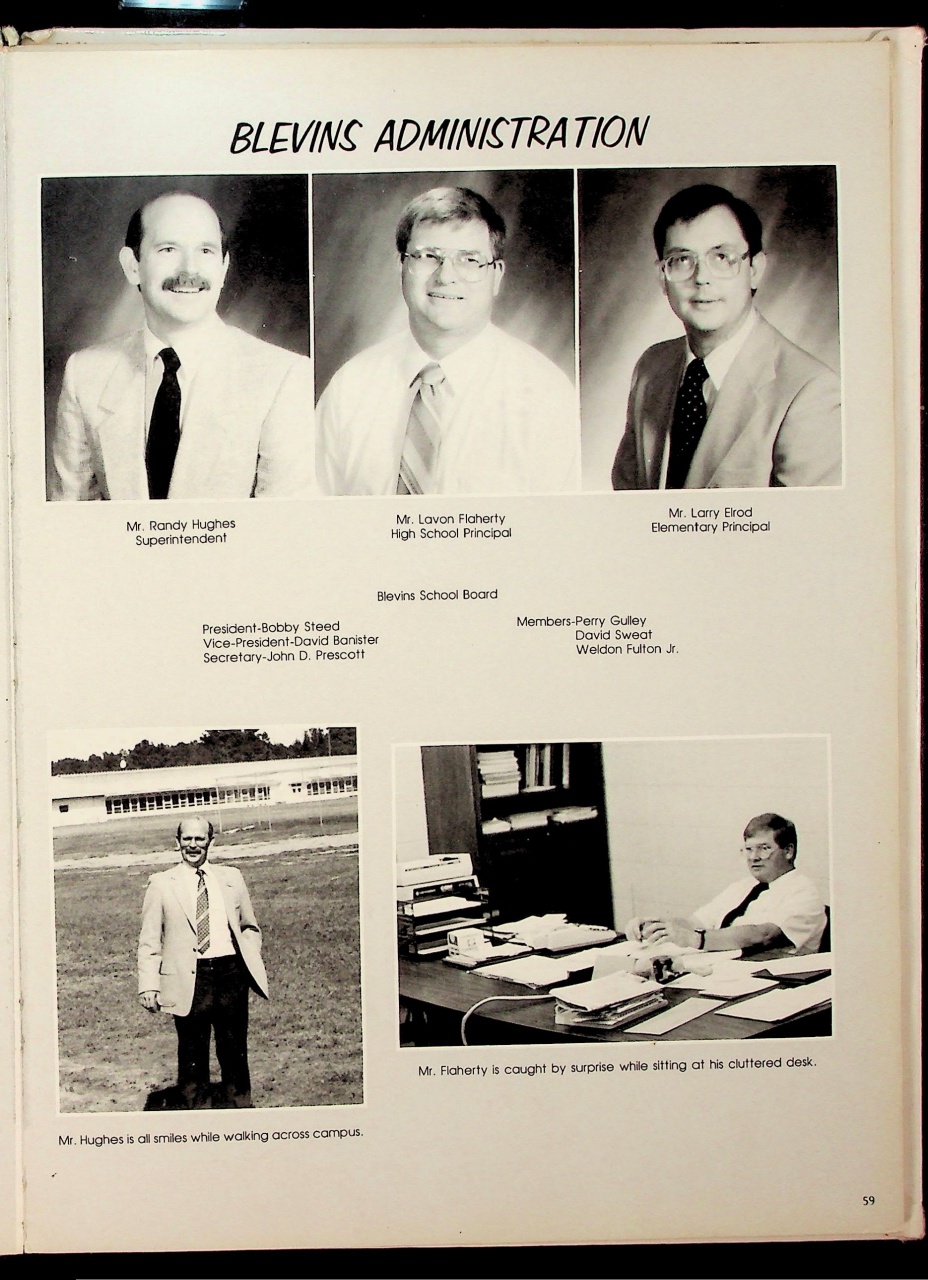 BLEVINS ADMINISTRATION
Mr. Randy Hughes
Superintendent
Mr. Lavon Flaherty
High School Principal
Mr. Larry Elrod
Elementary Principal
Blevins School Board
President-Bobby Steed
Vice-President-David Banister
Secretary-John D. Prescott
Members-Perry Gulley
David Sweat
Weldon Fulton Jr.
Mr. Flaherty is caught by surprise while sitting at his cluttered desk.
Mr. Hughes is all smiles while walking across campus.
59